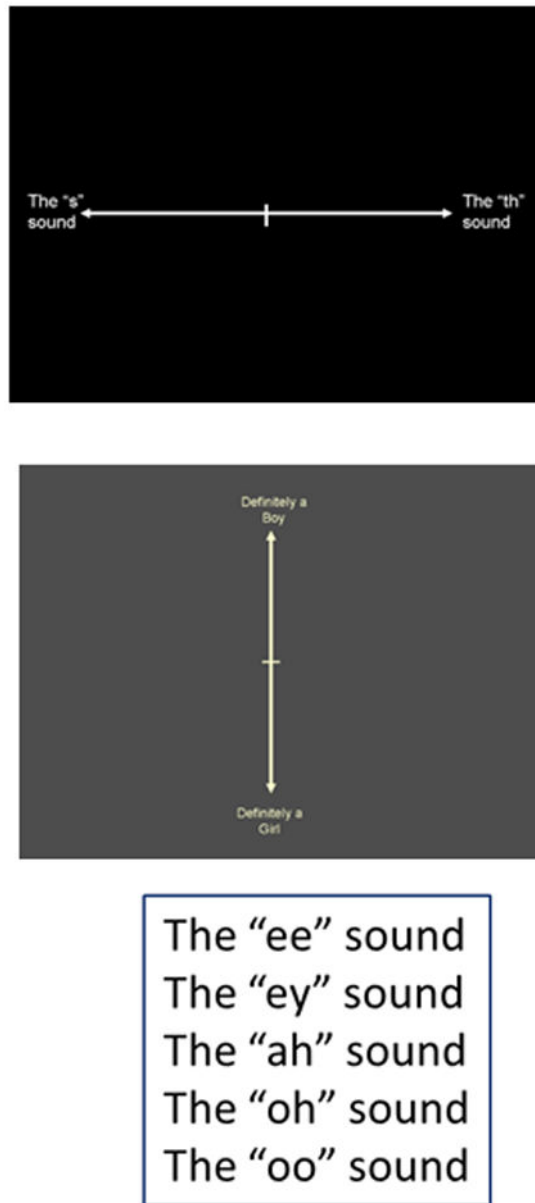 The "s"
sound
The "th"
sound
Definitely a
Boy
Definitely a
Girl
The “ee” sound
The “ey” sound
The “ah” sound
The “oh” sound
The “oo” sound